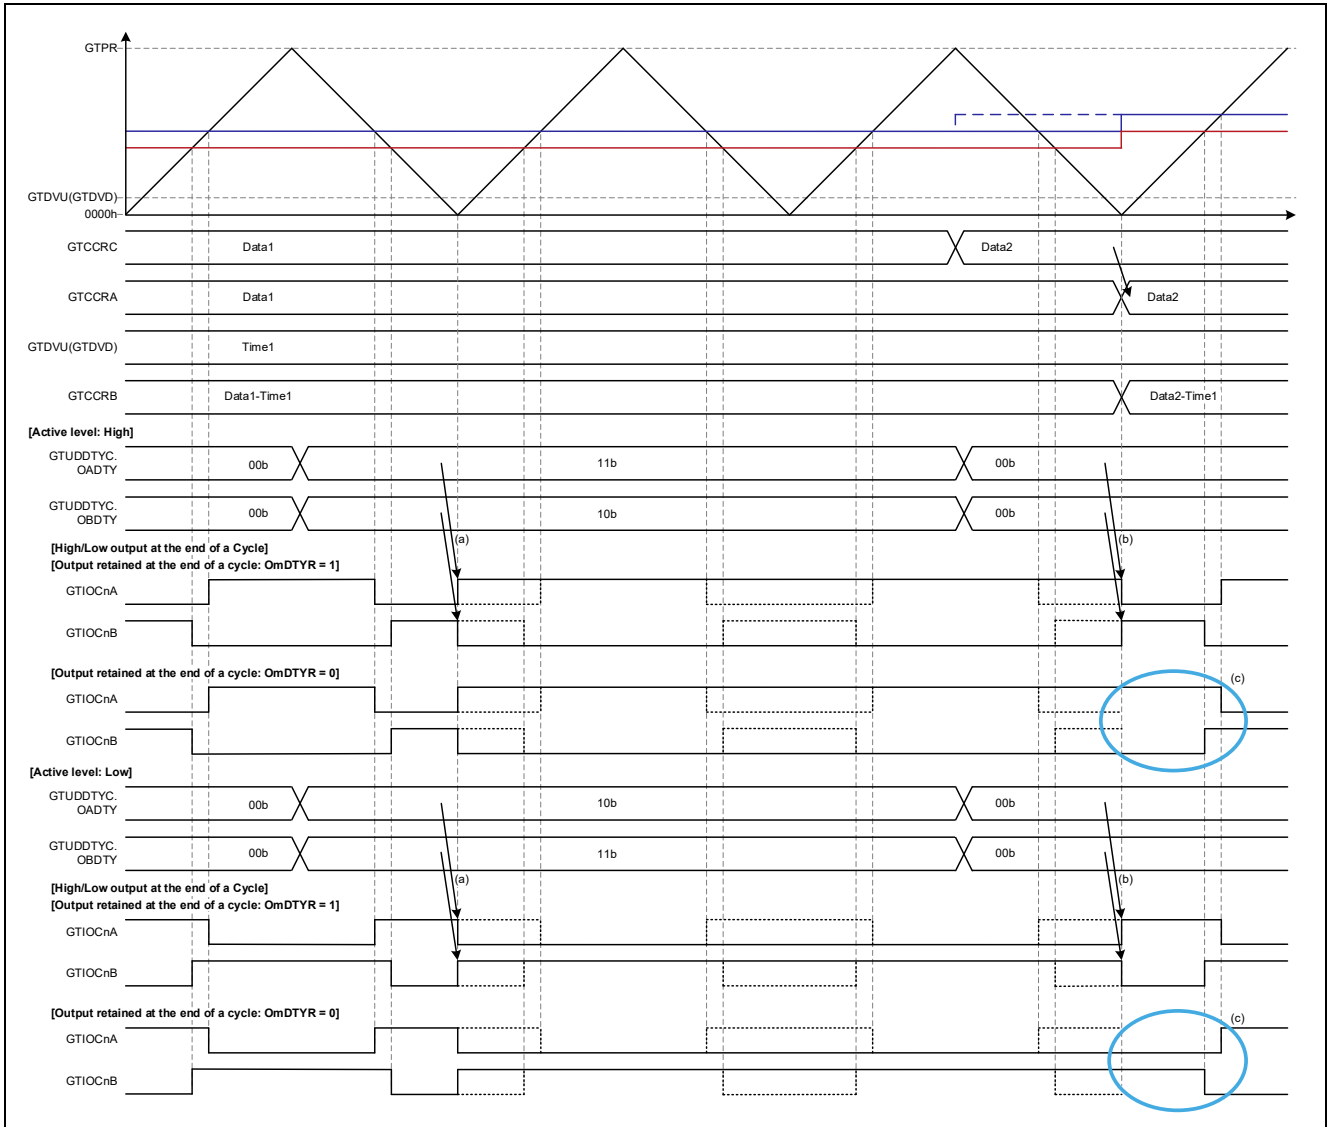 GTPR
GTDVU(GTDVD)
0000h
GTCCRC
Data1
Data2
GTCCRA
Data1
Data2
GTDVU(GTDVD)
Time1
GTCCRB
Data1-Time1
Data2-Time1
[Active level: High]
GTUDDTYC.
OADTY
00b
11b
00b
GTUDDTYC.
OBDTY
00b
10b
00b
(a)
(b)
[High/Low output at the end of a Cycle]
[Output retained at the end of a cycle: OmDTYR = 1]
GTIOCnA
GTIOCnB
[Output retained at the end of a cycle: OmDTYR = 0]
(c)
GTIOCnA
GTIOCnB
[Active level: Low]
GTUDDTYC.
OADTY
00b
10b
00b
GTUDDTYC.
OBDTY
00b
11b
00b
(a)
(b)
[High/Low output at the end of a Cycle]
[Output retained at the end of a cycle: OmDTYR = 1]
GTIOCnA
GTIOCnB
[Output retained at the end of a cycle: OmDTYR = 0]
(c)
GTIOCnA
GTIOCnB